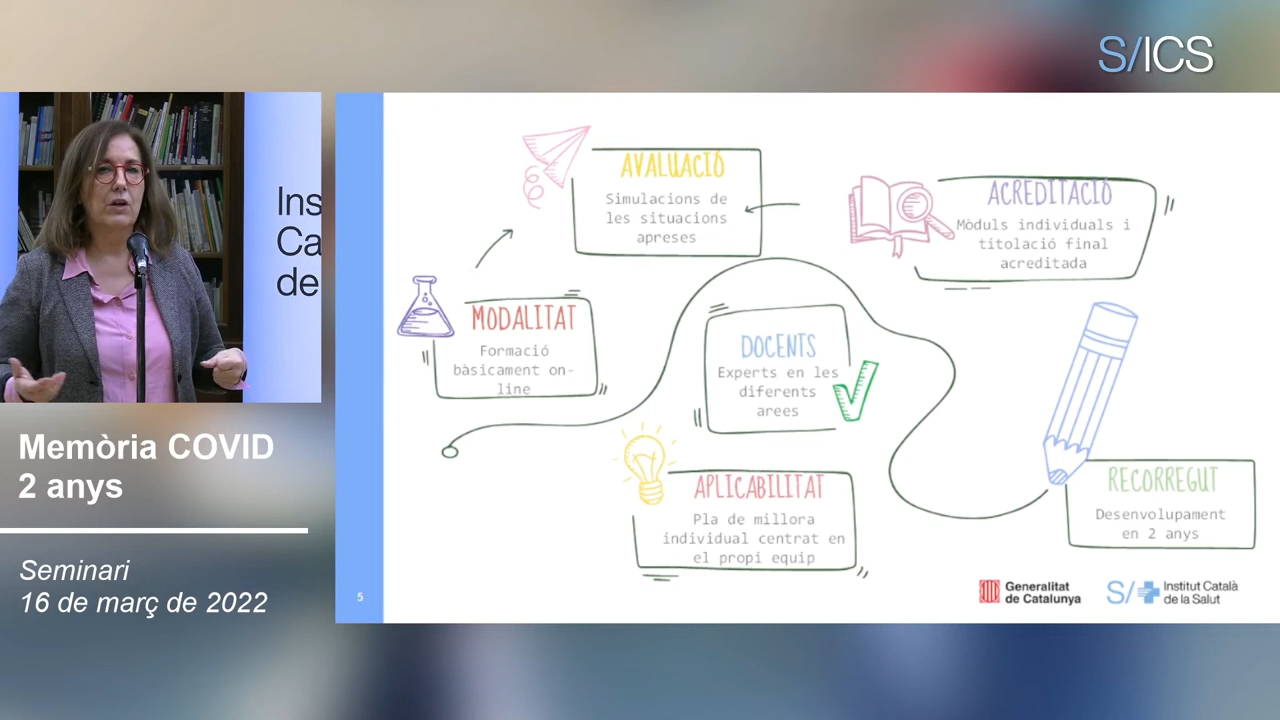 S/ICS
Ins
Ca
de
Memòria COVID
2 anys
Seminari
16 de març de 2022
AVALUACIÓ
Simulacions de
les situacions
apreses
ACREDITACIÓ
Mòduls individuals i
titolació final
acreditada
MODALITAT
Formació
bàsicament on-
line
DOCENTS
Experts en les
diferents
arees
APLICABILITAT
Pla de millora
individual centrat en
el propi equip
RECORREGUT
Desenvolupament
en 2 anys
5
Generalitat
de Catalunya
S/
Institut Català
de la Salut